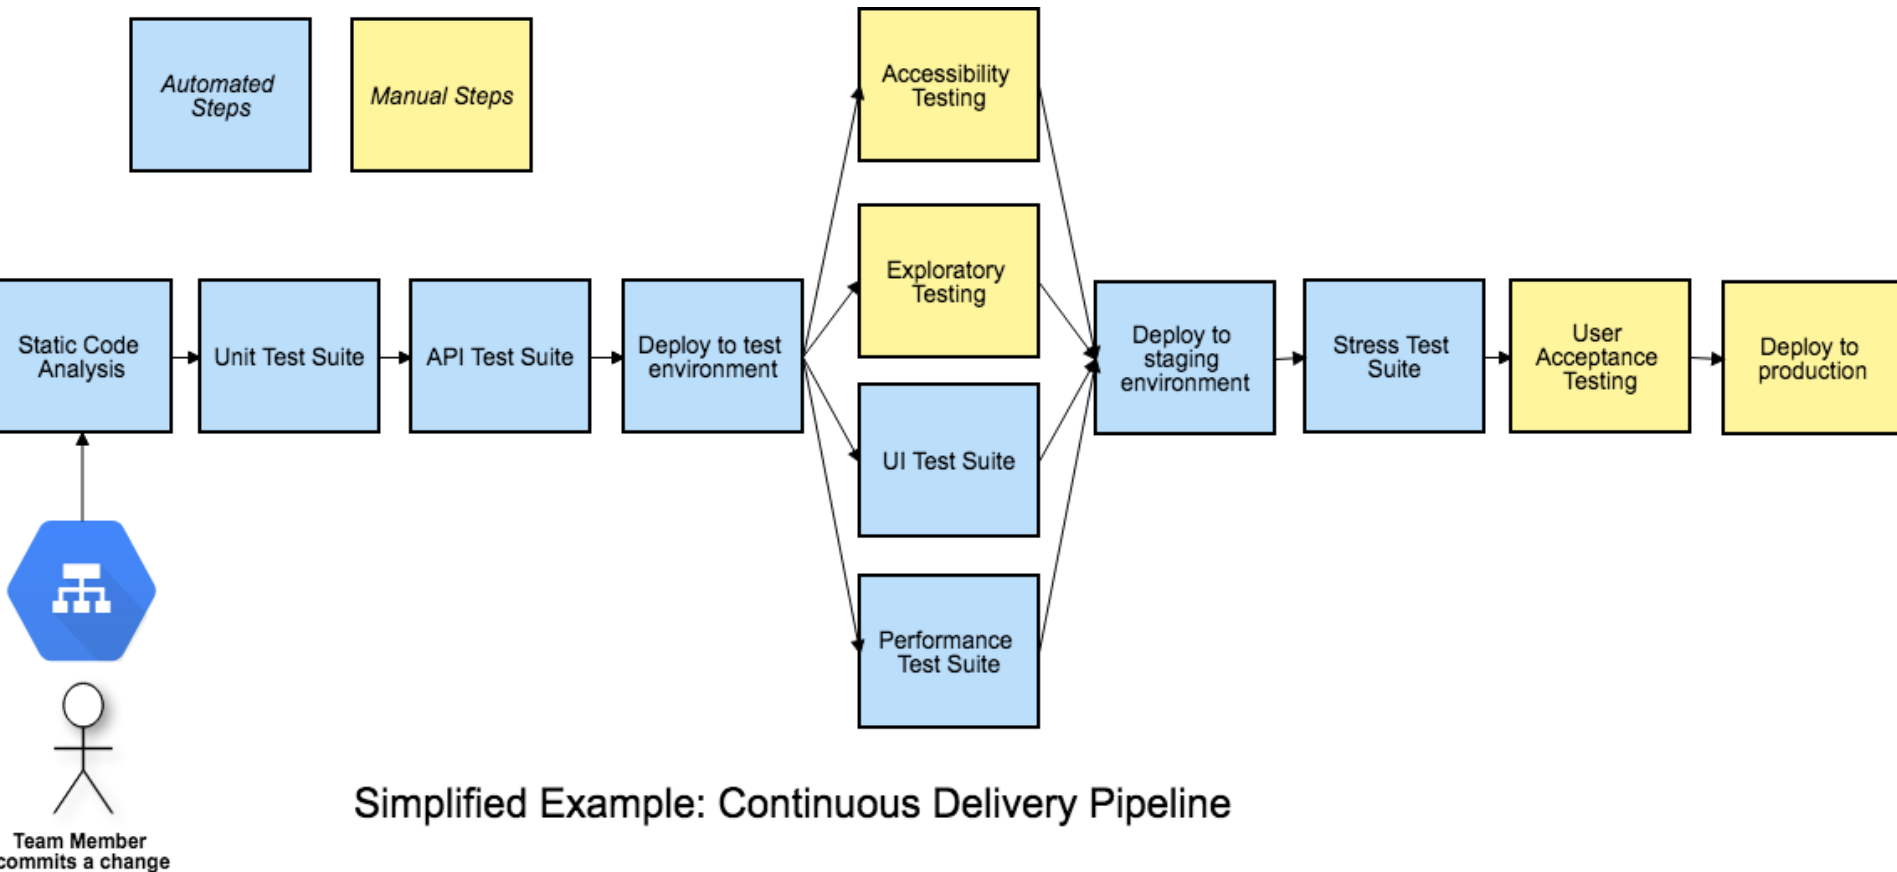 Automated
Steps
Manual Steps
Accessibility
Testing
Exploratory
Testing
Static Code
Analysis
Unit Test Suite
API Test Suite
Deploy to test
environment
UI Test Suite
Performance
Test Suite
Deploy to
staging
environment
Stress Test
Suite
User
Acceptance
Testing
Deploy to
production
Team Member
commits a change
Simplified Example: Continuous Delivery Pipeline